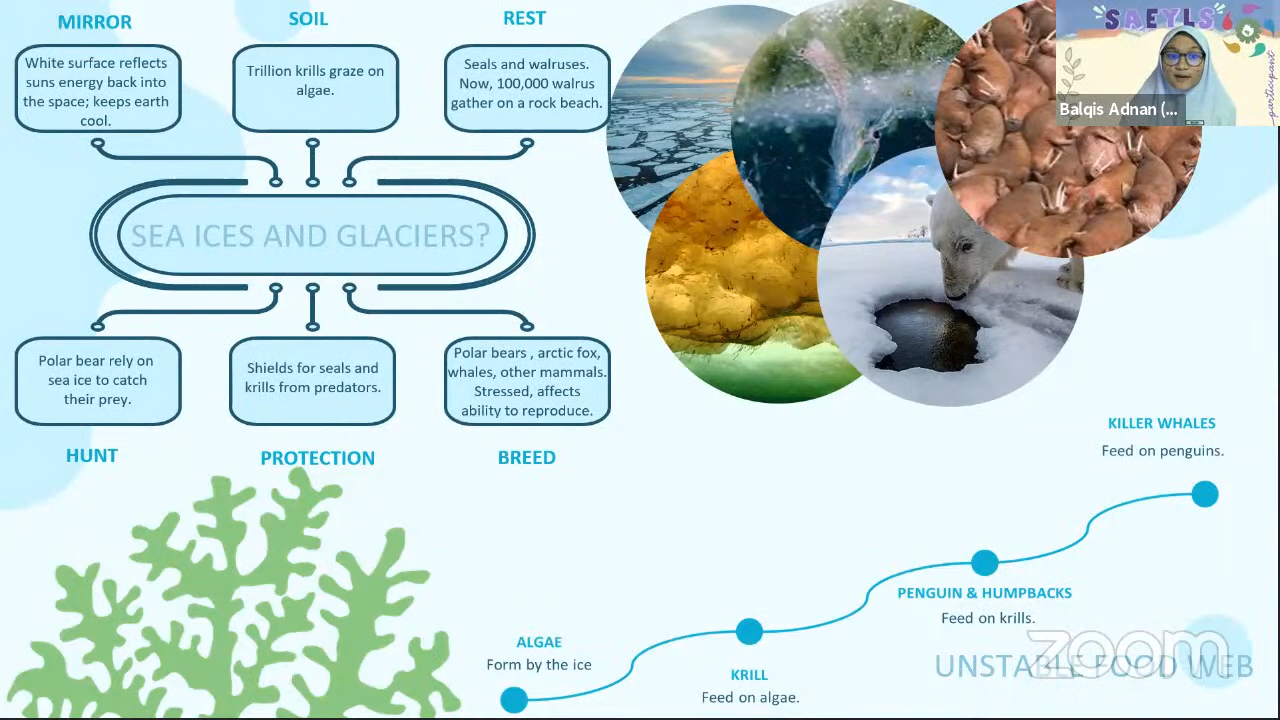 MIRROR
White surface reflects
suns energy back into
the space; keeps earth
cool.
SOIL
Trillion krills graze on
algae.
REST
Seals and walruses.
Now, 100,000 walrus
gather on a rock beach.
SEA ICES AND GLACIERS?
Polar bear rely on
sea ice to catch
their prey.
HUNT
Shields for seals and
krills from predators.
PROTECTION
Polar bears , arctic fox,
whales, other mammals.
Stressed, affects
ability to reproduce.
BREED
SAEYLS
participant
Balqis Adnan (...
KILLER WHALES
Feed on penguins.
PENGUIN & HUMPBACKS
Feed on krills.
ALGAE
Form by the ice
KRILL
Feed on algae.
UNSTABLE FOOD WEB
zoom